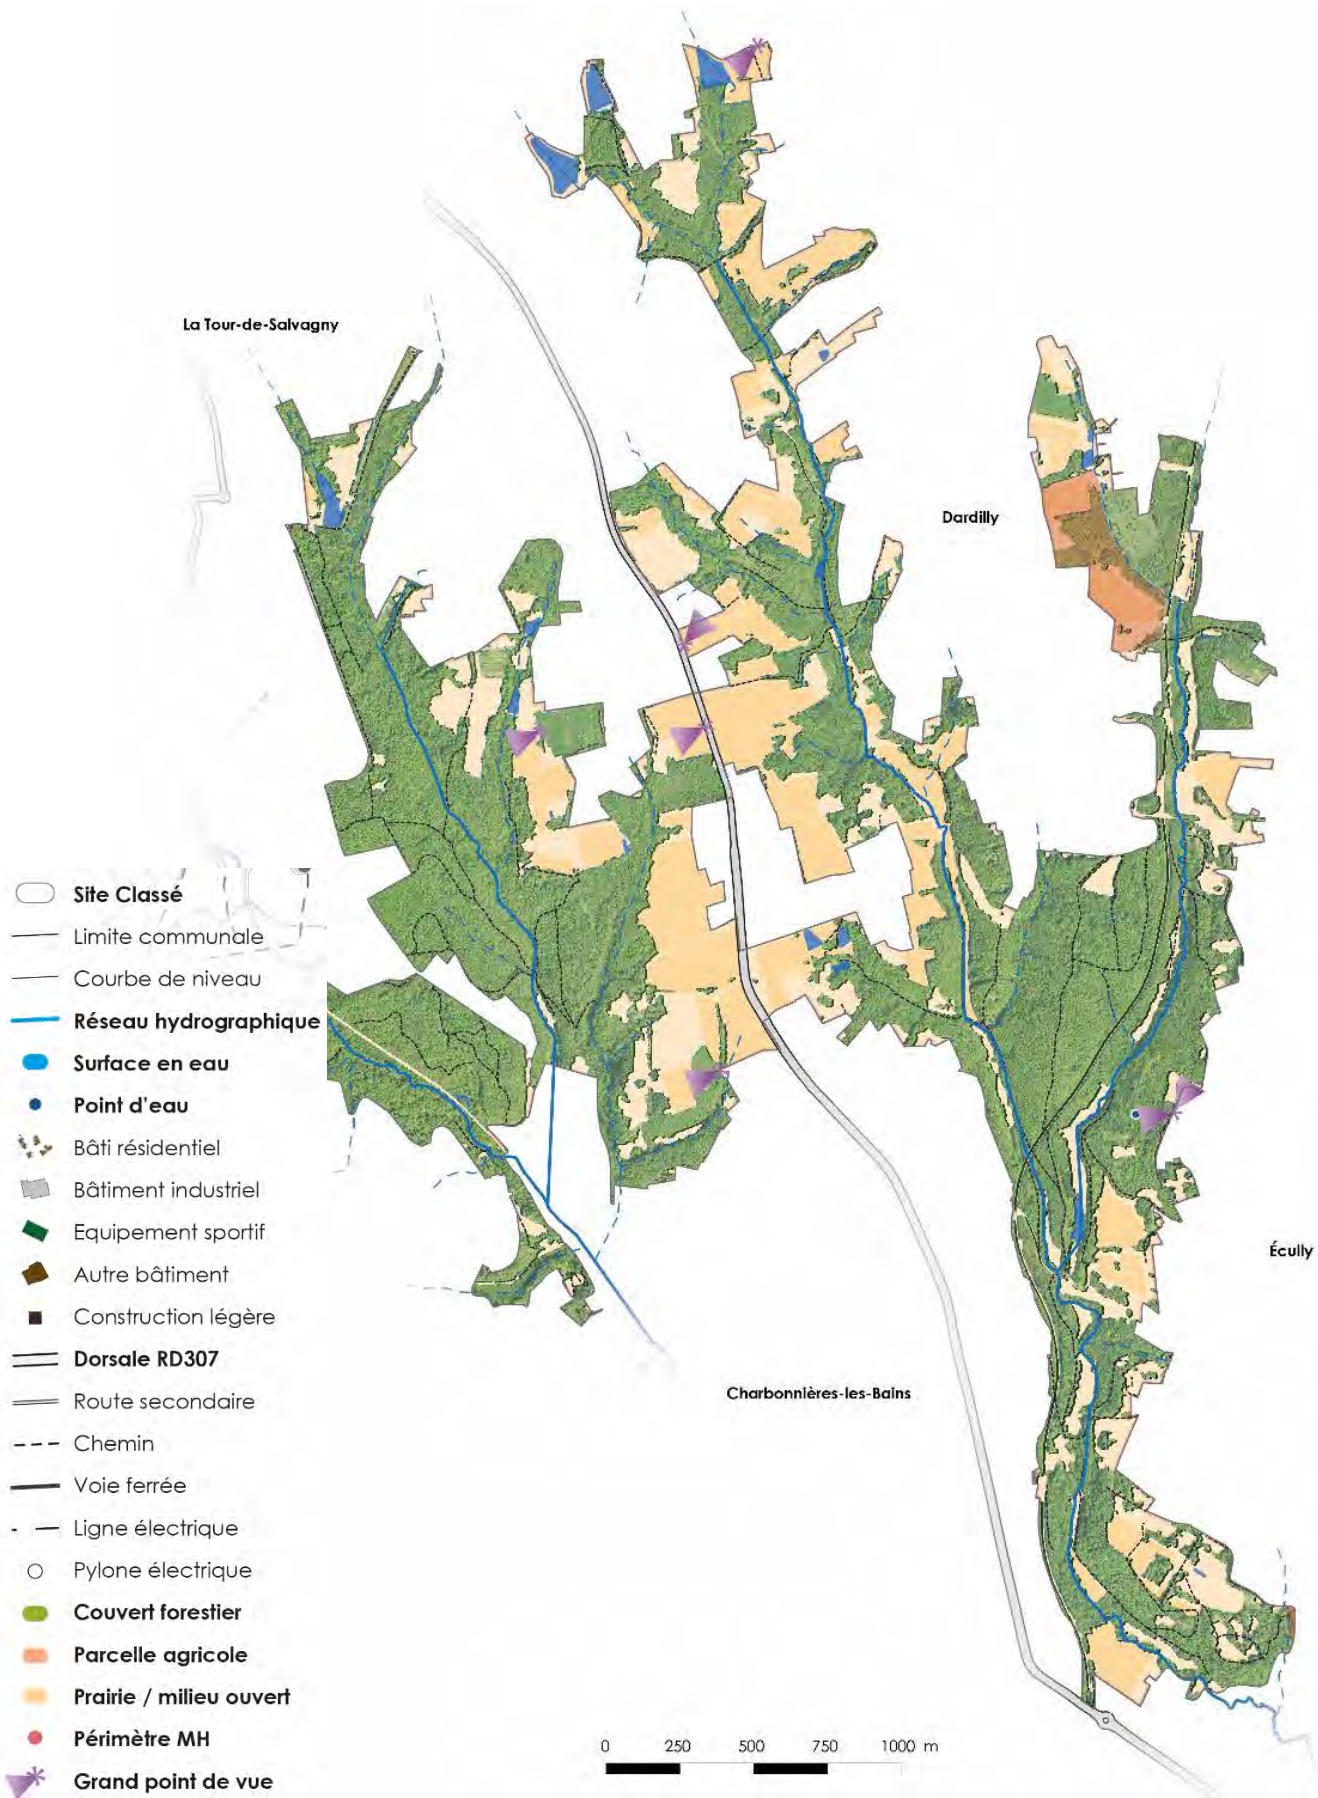 La Tour-de-Salvagny
Dardilly
Site Classé
Limite communale
Courbe de niveau
Réseau hydrographique
Surface en eau
Point d'eau
Bâti résidentiel
Bâtiment industriel
Equipement sportif
Autre bâtiment
Construction légère
Dorsale RD307
Route secondaire
Chemin
Voie ferrée
Ligne électrique
Pylone électrique
Couvert forestier
Parcelle agricole
Prairie / milieu ouvert
Périmètre MH
Grand point de vue
Écully
Charbonnières-les-Bains
0 250 500 750 1000 m